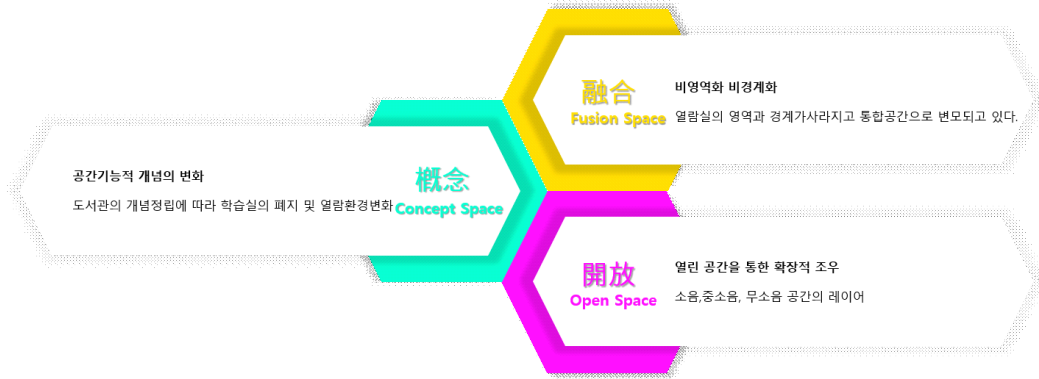 融合
Fusion Space
비영역화 비경계화
열람실의 영역과 경계가사라지고 통합공간으로 변모되고 있다.
공간기능적 개념의 변화
도서관의 개념정립에 따라 학습실의 폐지 및 열람환경변화
概念
Concept Space
開放
Open Space
열린 공간을 통한 확장적 조우
소음,중소음, 무소음 공간의 레이어